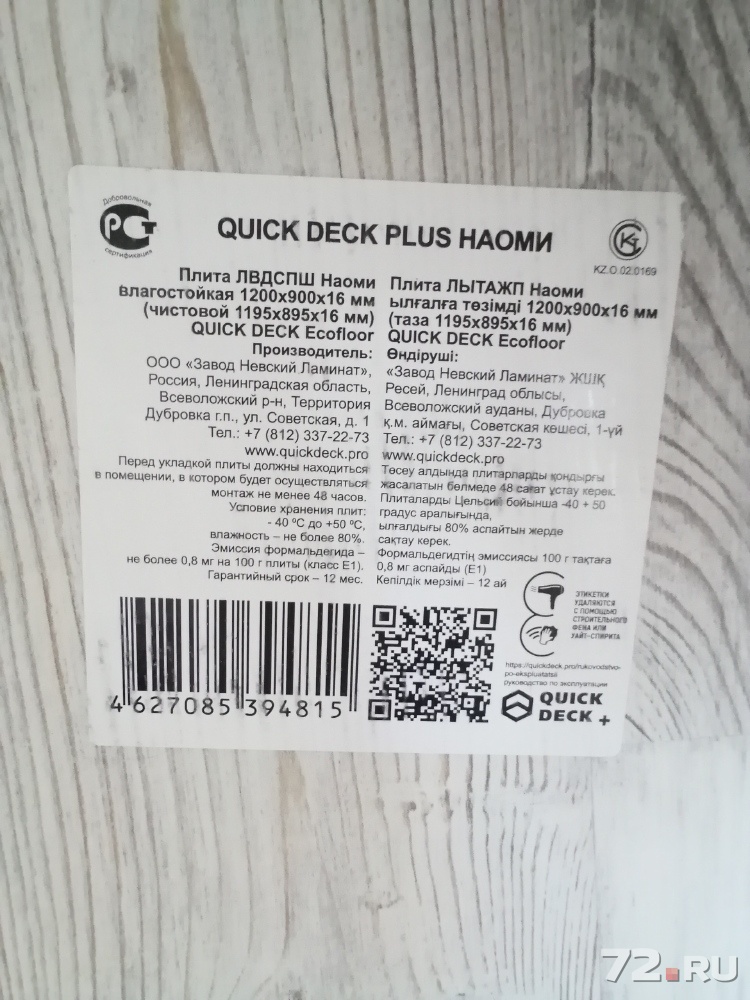 Добровольная
РСТ
сертификация
QUICK DECK PLUS НАОМИ
KZ.O.02.0169
Плита ЛВДСПШ Наоми
влагостойкая 1200х900х16 мм
(чистовой 1195х895х16 мм)
QUICK DECK Ecofloor
Производитель:
ООО «Завод Невский Ламинат»,
Россия, Ленинградская область,
Всеволожский р-н, Территория
Дубровка г.п., ул. Советская, д. 1
Тел.: +7 (812) 337-22-73
www.quickdeck.pro
Перед укладкой плиты должны находиться
в помещении, в котором будет осуществляться
монтаж не менее 48 часов.
Условие хранения плит:
- 40 ºС до +50 ºС,
влажность – не более 80%.
Эмиссия формальдегида –
не более 0,8 мг на 100 г плиты (класс Е1).
Гарантийный срок – 12 мес.
Плита ЛЫТАЖП Наоми
ылғалға төзімді 1200х900х16 мм
(таза 1195х895х16 мм)
QUICK DECK Ecofloor
Өндіруші:
«Завод Невский Ламинат» ЖШҚ
Ресей, Ленинград облысы,
Всеволожский ауданы, Дубровка
қ.м. аймағы, Советская көшесі, 1-үй
Тел.: +7 (812) 337-22-73
www.quickdeck.pro
Төсеу алдында плитарларды қондырғы
жасалатын бөлмеде 48 сағат ұстау керек.
Плиталарды Цельсий бойынша -40 + 50
градус аралығында,
ылғалдығы 80% аспайтын жерде
сақтау керек.
Формальдегидтің эмиссиясы 100 г тақтаға
0,8 мг аспайды (Е1)
Кепілдік мерзімі – 12 ай
ЭТИКЕТКИ
УДАЛЯЮТСЯ
С ПОМОЩЬЮ
СТРОИТЕЛЬНОГО
ФЕНА ИЛИ
УАЙТ-СПИРИТА
4 627085 394815
https://quickdeck.pro/rukovodstvo-
po-ekspluatatsii
руководство по эксплуатации
QUICK
DECK +
72.RU